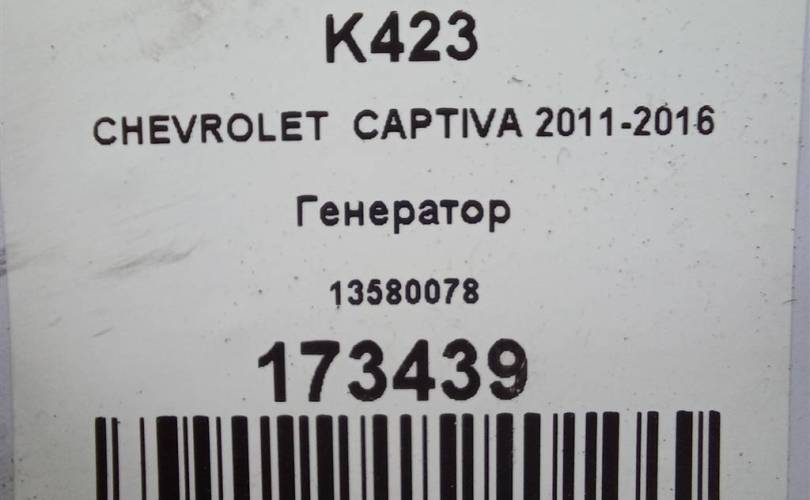 K423
CHEVROLET CAPTIVA 2011-2016
Генератор
13580078
173439